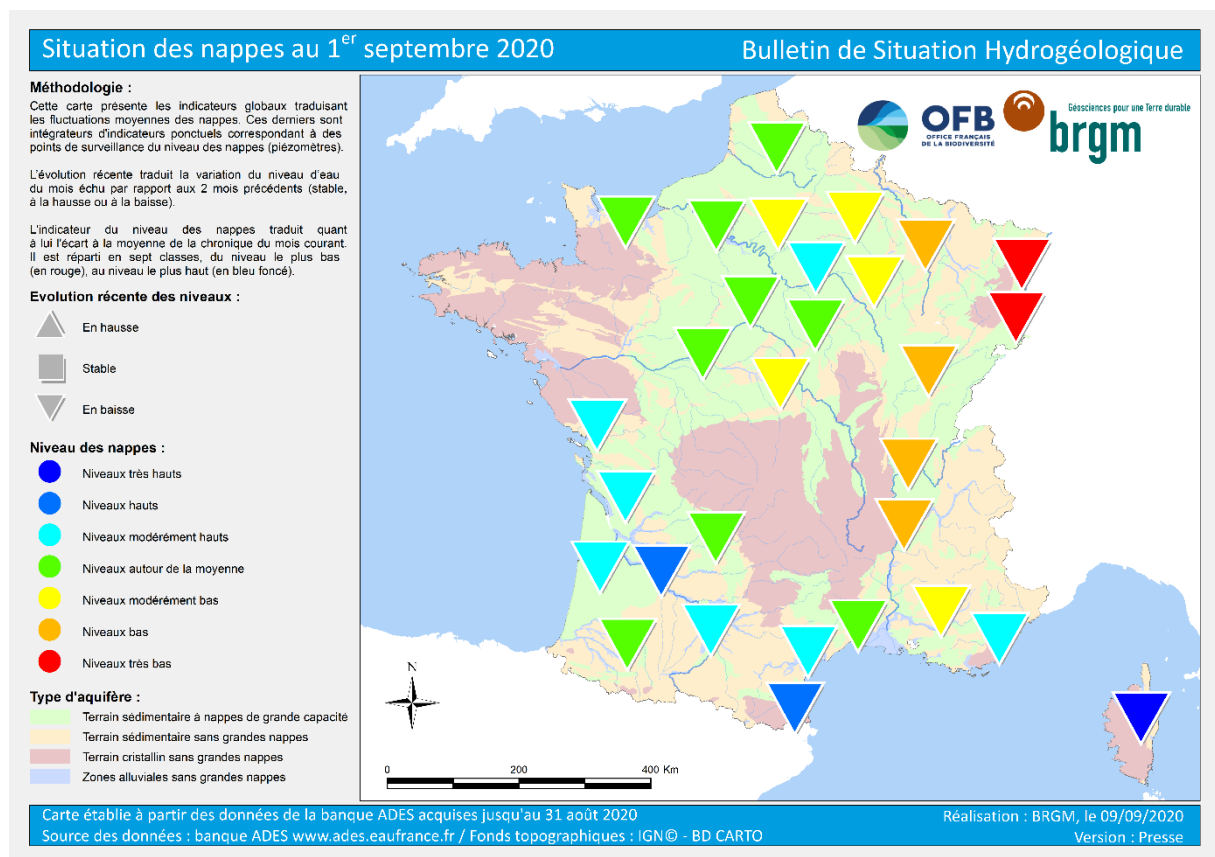 Situation des nappes au 1er septembre 2020
Bulletin de Situation Hydrogéologique
Méthodologie :
Cette carte présente les indicateurs globaux traduisant
les fluctuations moyennes des nappes. Ces derniers sont
intégrateurs d'indicateurs ponctuels correspondant à des
points de surveillance du niveau des nappes (piézomètres).
L'évolution récente traduit la variation du niveau d'eau
du mois échu par rapport aux 2 mois précédents (stable,
à la hausse ou à la baisse).
L'indicateur du niveau des nappes traduit quant
à lui l'écart à la moyenne de la chronique du mois courant.
Il est réparti en sept classes, du niveau le plus bas
(en rouge), au niveau le plus haut (en bleu foncé).
Evolution récente des niveaux :
En hausse
Stable
En baisse
Niveau des nappes :
Niveaux très hauts
Niveaux hauts
Niveaux modérément hauts
Niveaux autour de la moyenne
Niveaux modérément bas
Niveaux bas
Niveaux très bas
Type d'aquifère :
Terrain sédimentaire à nappes de grande capacité
Terrain sédimentaire sans grandes nappes
Terrain cristallin sans grandes nappes
Zones alluviales sans grandes nappes
OFB
OFFICE FRANÇAIS
DE LA BIODIVERSITÉ
Géosciences pour une Terre durable
brgm
N
0 200 400 Km
Carte établie à partir des données de la banque ADES acquises jusqu'au 31 août 2020
Source des données : banque ADES www.ades.eaufrance.fr / Fonds topographiques : IGN© - BD CARTO
Réalisation : BRGM, le 09/09/2020
Version : Presse